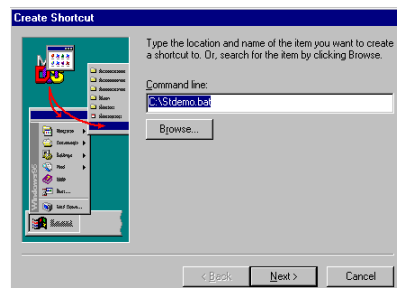 Create Shortcut
Type the location and name of the item you want to create
a shortcut to. Or, search for the item by clicking Browse.
Command line:
C:\Stdemo.bat
Browse...
Windows95
< Back
Next >
Cancel